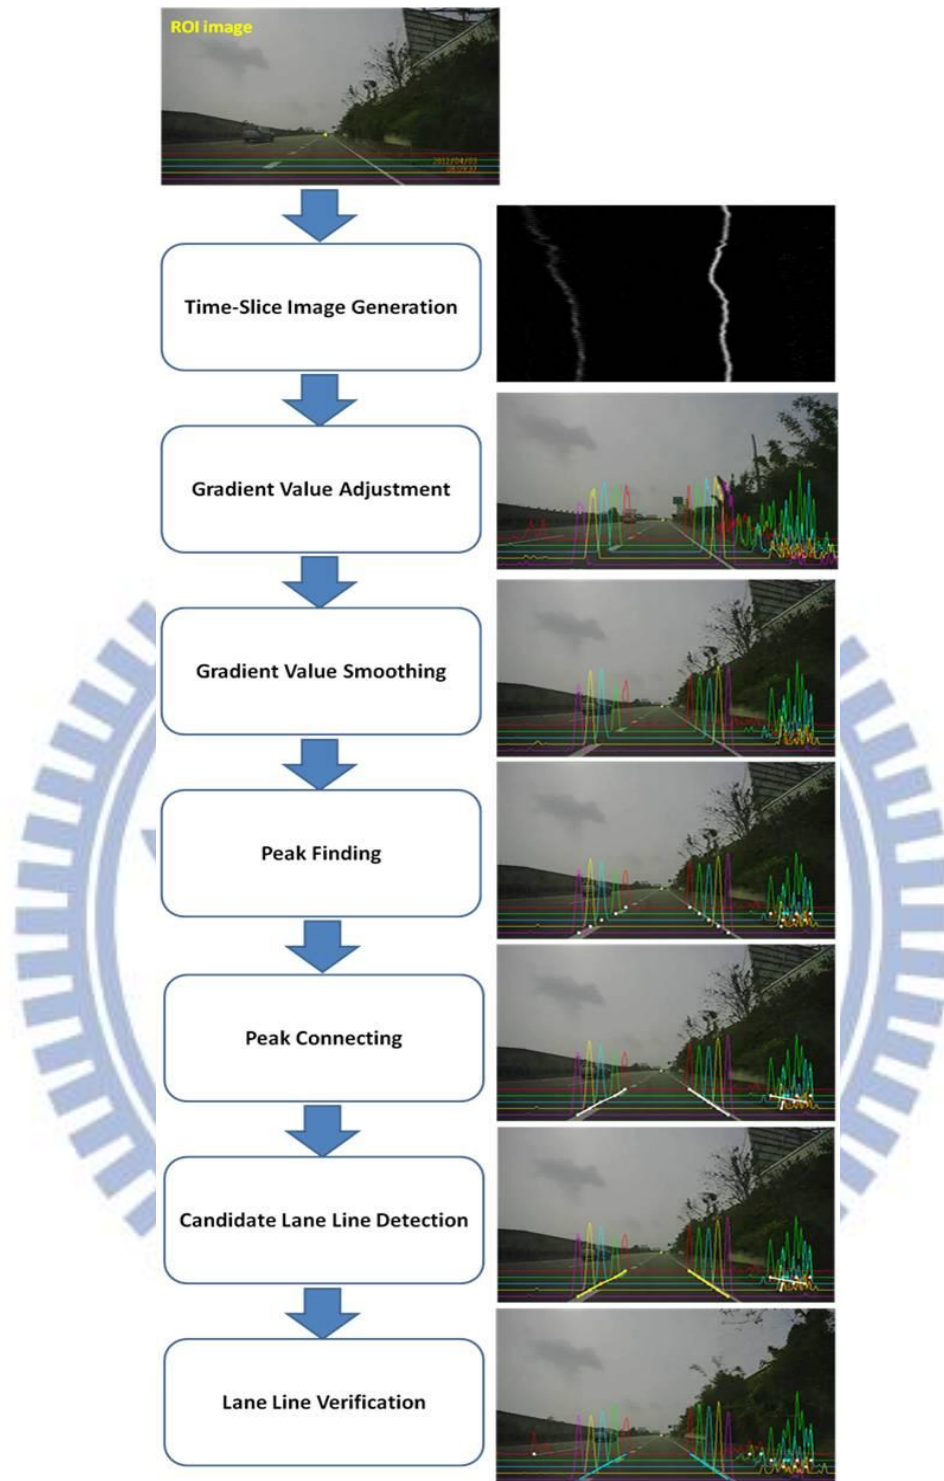 ROI image
Time-Slice Image Generation
Gradient Value Adjustment
Gradient Value Smoothing
Peak Finding
Peak Connecting
Candidate Lane Line Detection
Lane Line Verification